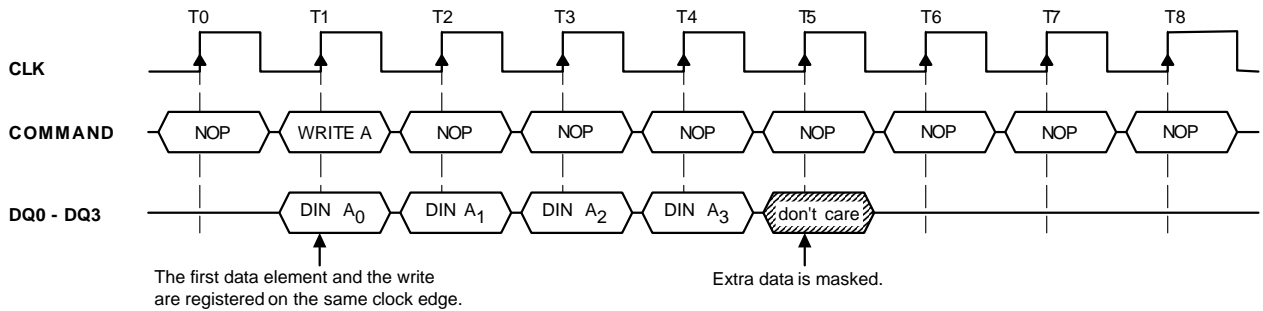 T0 T1 T2 T3 T4 T5 T6 T7 T8
CLK
COMMAND NOP WRITE A NOP NOP NOP NOP NOP NOP NOP
DQ0 - DQ3 DIN A0 DIN A1 DIN A2 DIN A3 don't care
The first data element and the write
are registered on the same clock edge.
Extra data is masked.